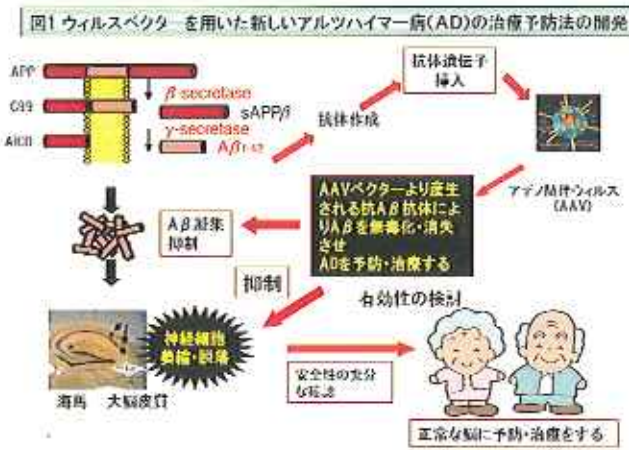 図1 ウィルスベクターを用いた新しいアルツハイマー病(AD)の治療予防法の開発
APP
β-secretase
C99
sAPPβ
γ-secretase
AICD
Aβ1-42
抗体作成
抗体遺伝子
挿入
アデノ随伴ウィルス
(AAV)
AAVベクターより産生
される抗Aβ抗体によ
りAβを無毒化・消失
させ
ADを予防・治療する
Aβ凝集
抑制
抑制
有効性の検討
神経細胞
萎縮・脱落
安全性の充分
な確認
海馬 大脳皮質
正常な脳に予防・治療をする